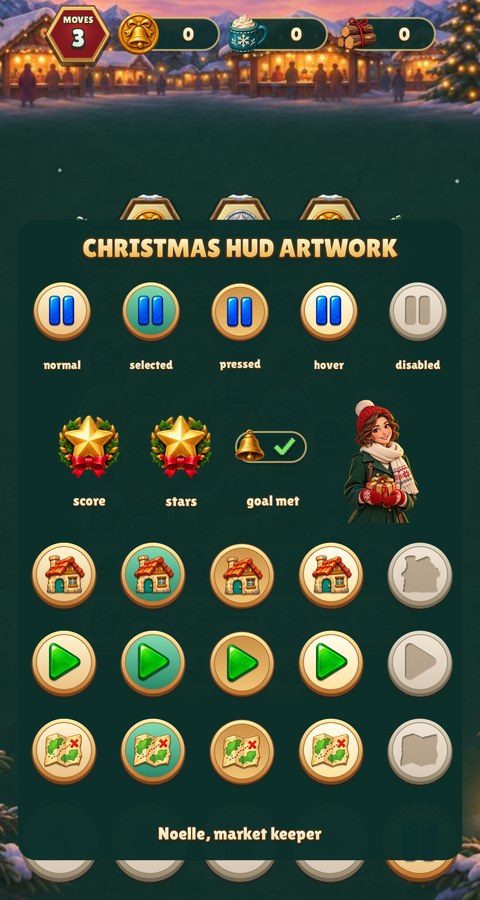 MOVES
3
0
0
0
CHRISTMAS HUD ARTWORK
normal
selected
pressed
hover
disabled
score
stars
goal met
Noelle, market keeper